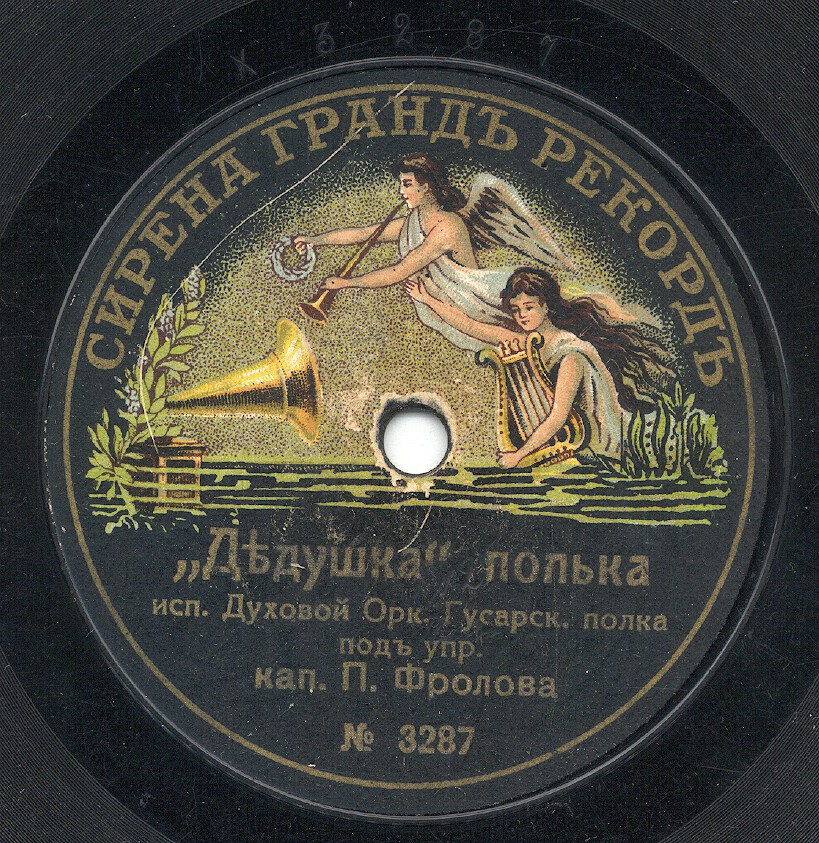 X 3287
СИРЕНА ГРАНДЪ РЕКОРДЪ
„Дѣдушка“ полька
исп. Духовой Орк. Гусарск. полка
подъ упр.
кап. П. Фролова
№ 3287